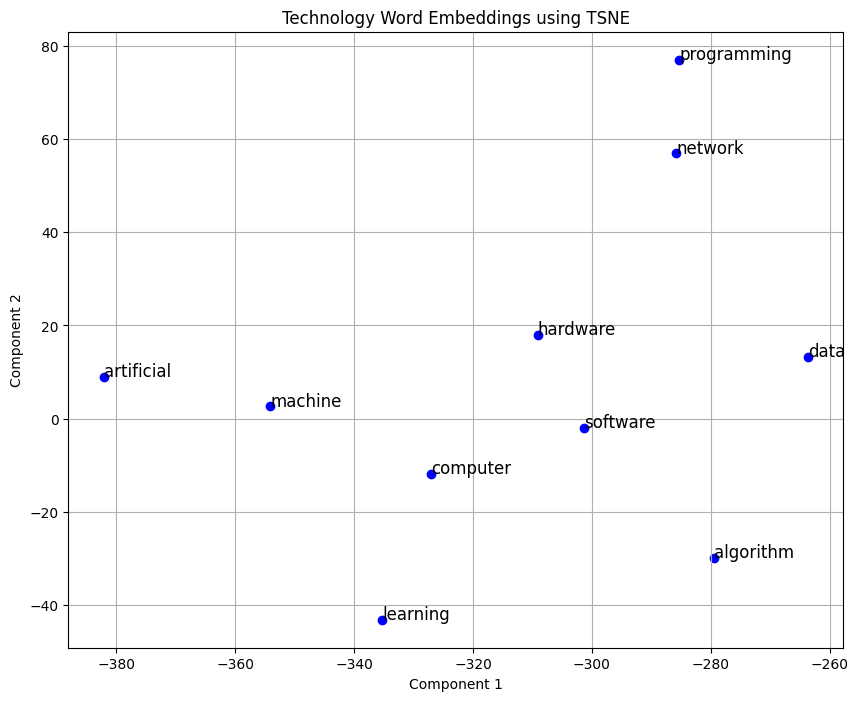 Technology Word Embeddings using TSNE
80
60
40
20
0
−20
−40
Component 2
programming
network
hardware
data
artificial
machine
software
computer
algorithm
learning
−380
−360
−340
−320
−300
−280
−260
Component 1